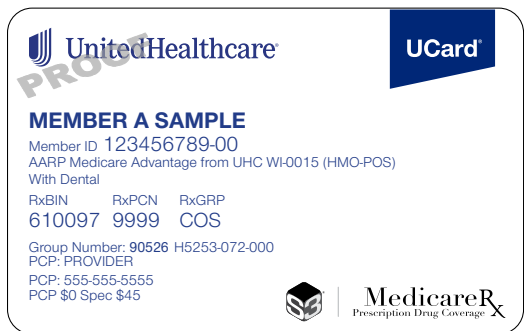 UnitedHealthcare®
UCard®
PROOF
MEMBER A SAMPLE
Member ID 123456789-00
AARP Medicare Advantage from UHC WI-0015 (HMO-POS)
With Dental
RxBIN RxPCN RxGRP
610097 9999 COS
Group Number: 90526 H5253-072-000
PCP: PROVIDER
PCP: 555-555-5555
PCP $0 Spec $45
S3
MedicareRx
Prescription Drug Coverage